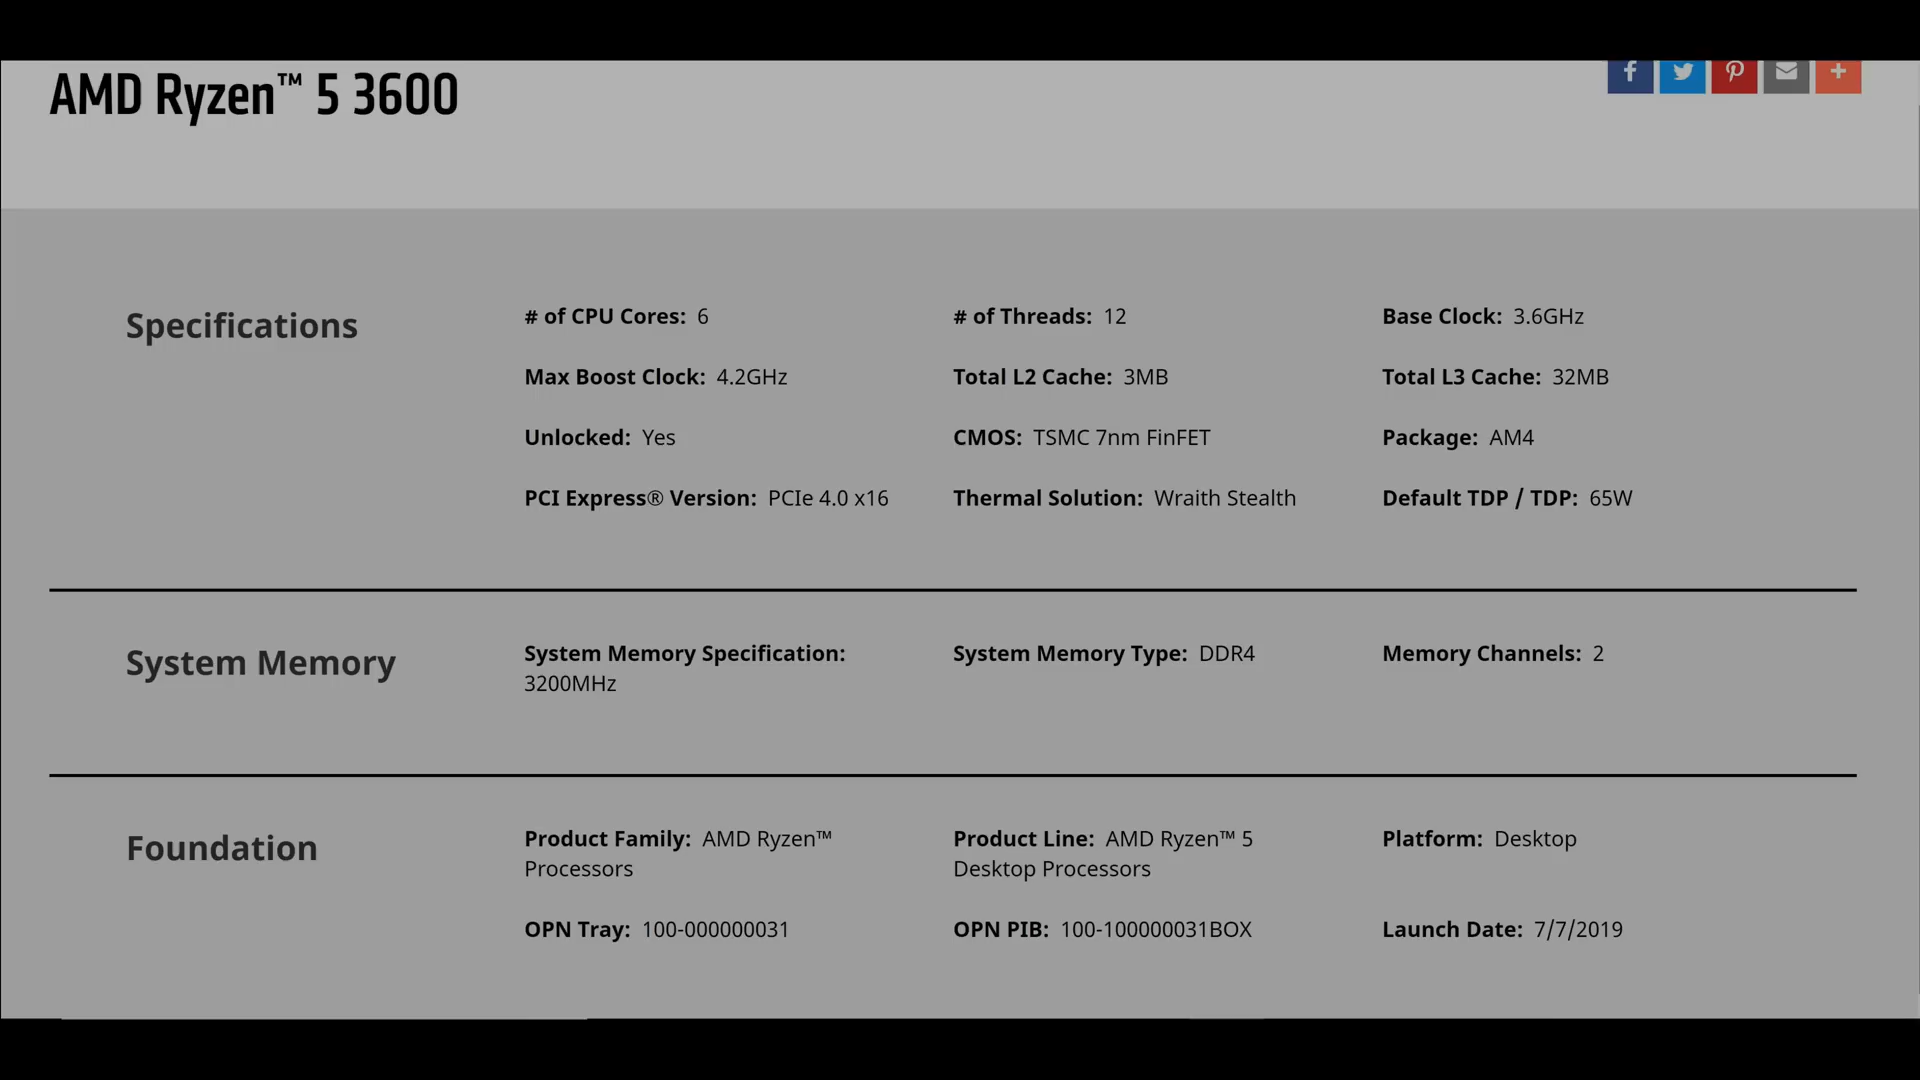 AMD Ryzen™ 5 3600
Specifications
# of CPU Cores: 6
# of Threads: 12
Base Clock: 3.6GHz
Max Boost Clock: 4.2GHz
Total L2 Cache: 3MB
Total L3 Cache: 32MB
Unlocked: Yes
CMOS: TSMC 7nm FinFET
Package: AM4
PCI Express® Version: PCIe 4.0 x16
Thermal Solution: Wraith Stealth
Default TDP / TDP: 65W
System Memory
System Memory Specification:
3200MHz
System Memory Type: DDR4
Memory Channels: 2
Foundation
Product Family: AMD Ryzen™
Processors
Product Line: AMD Ryzen™ 5
Desktop Processors
Platform: Desktop
OPN Tray: 100-000000031
OPN PIB: 100-100000031BOX
Launch Date: 7/7/2019